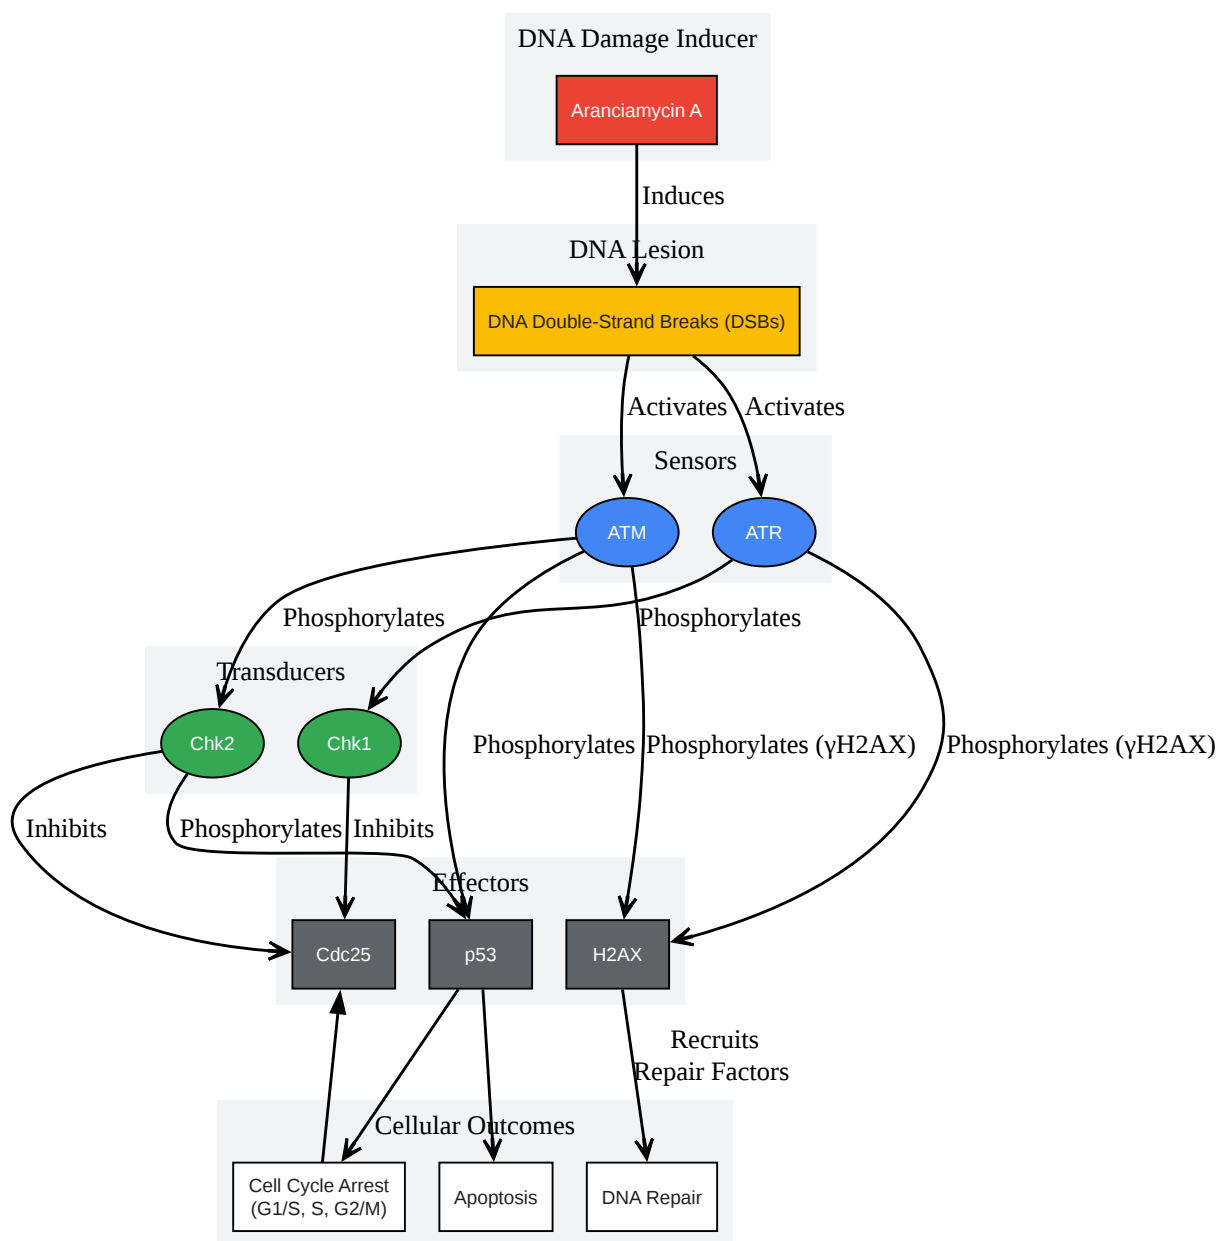 DNA Damage Inducer
Aranciamycin A
Induces
DNA Lesion
DNA Double-Strand Breaks (DSBs)
Activates
Activates
Sensors
ATM
ATR
Phosphorylates
Phosphorylates
Transducers
Chk2
Chk1
Phosphorylates
Phosphorylates (γH2AX)
Phosphorylates (γH2AX)
Inhibits
Phosphorylates
Inhibits
Effectors
Cdc25
p53
H2AX
Recruits
Repair Factors
Cellular Outcomes
Cell Cycle Arrest
(G1/S, S, G2/M)
Apoptosis
DNA Repair